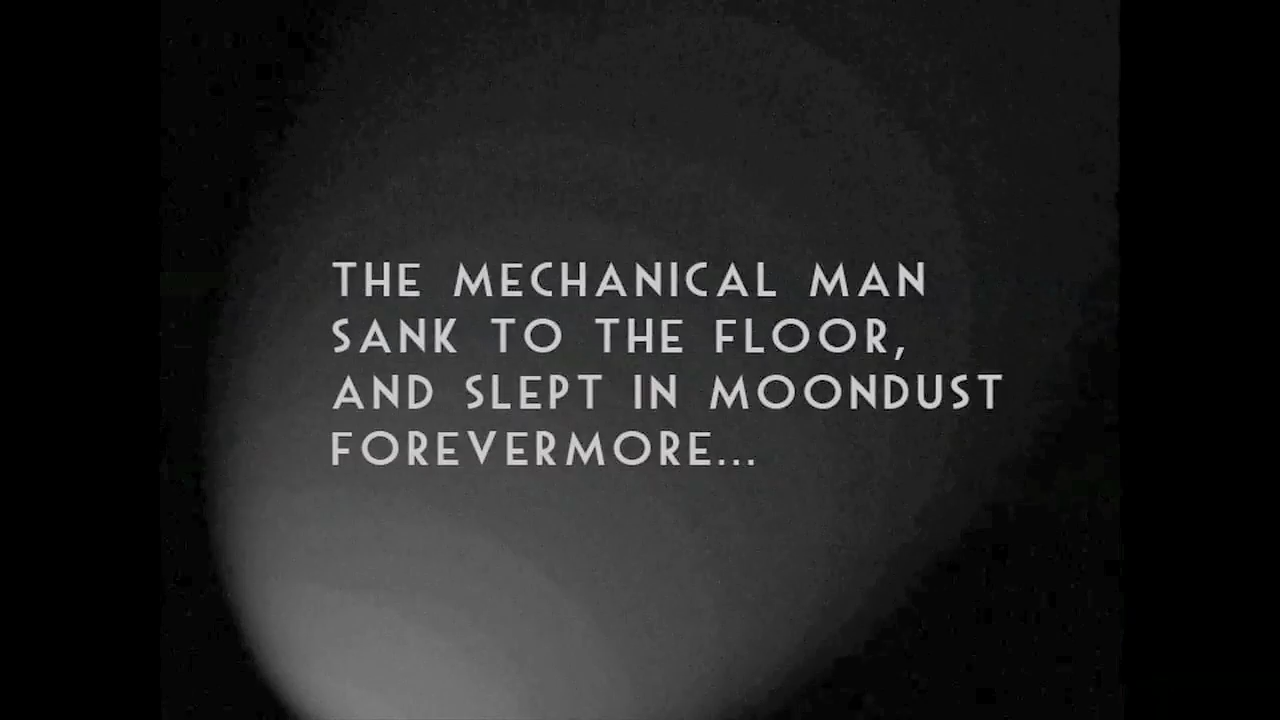 THE MECHANICAL MAN
SANK TO THE FLOOR,
AND SLEPT IN MOONDUST
FOREVERMORE...